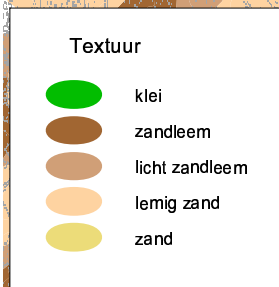 Textuur
klei
zandleem
licht zandleem
lemig zand
zand